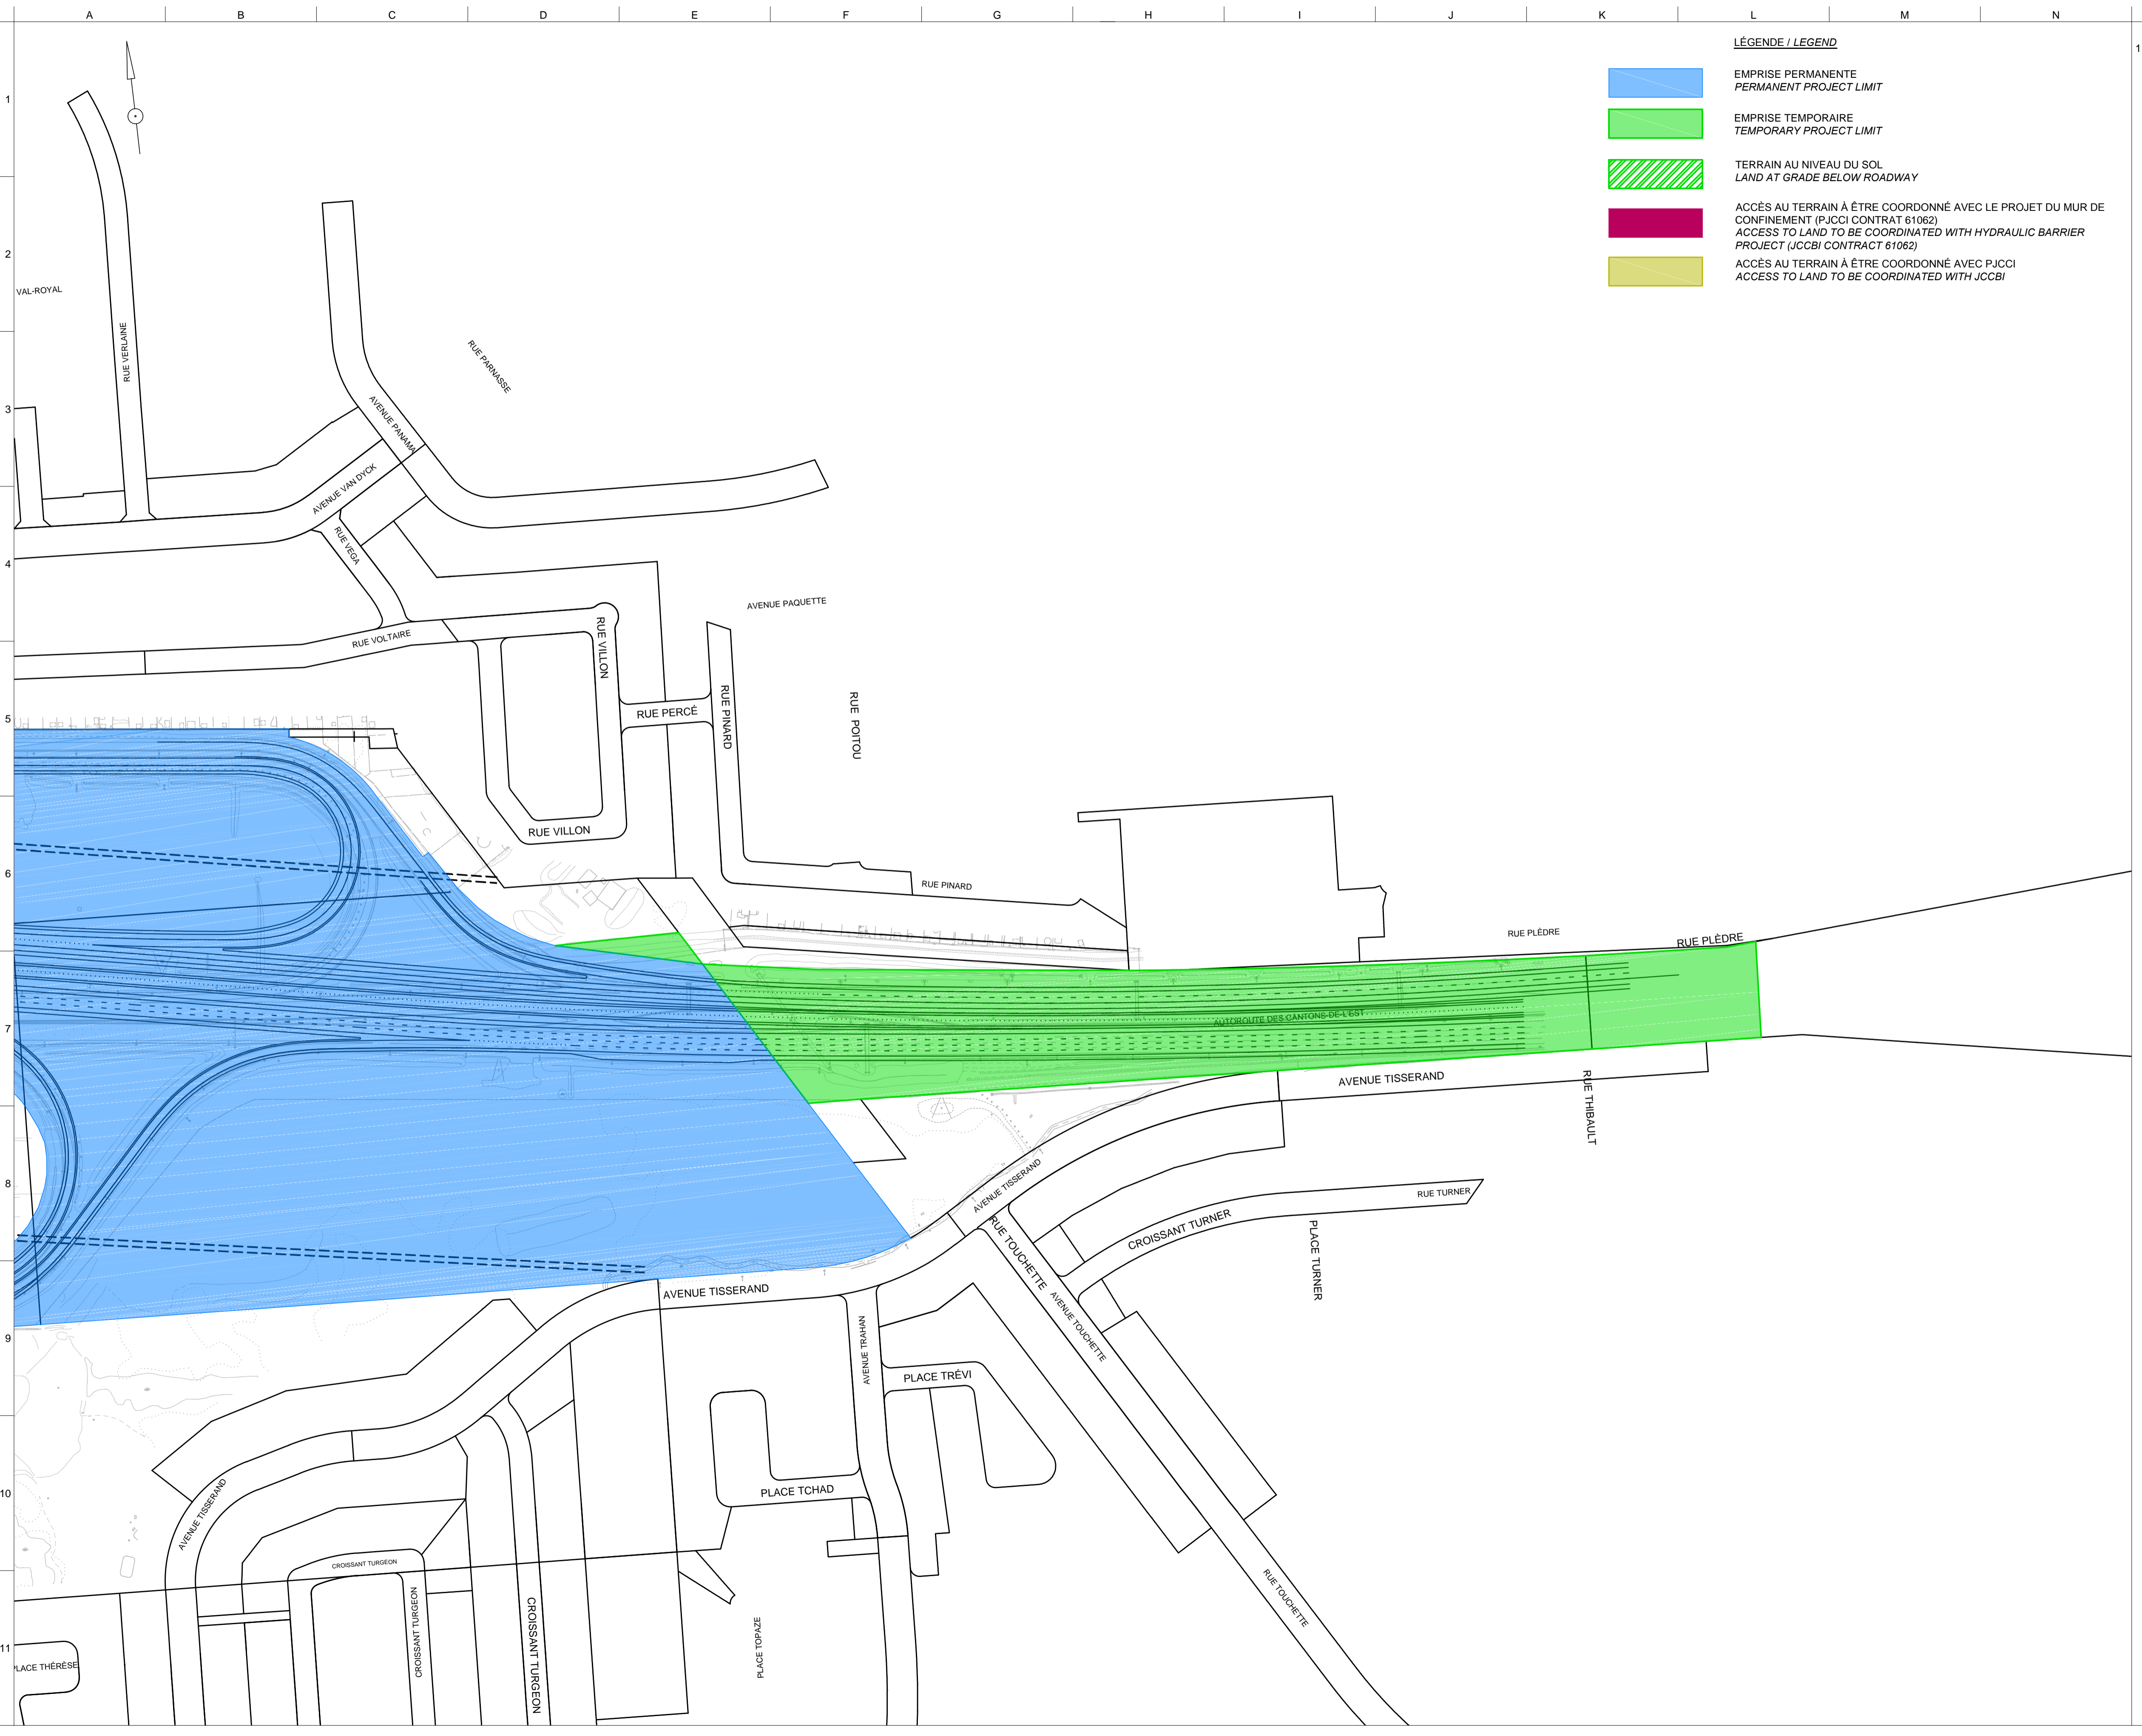 A B C D E F G H I J K L M N
1
1
2
3
4
5
6
7
8
9
10
11
LÉGENDE / LEGEND
EMPRISE PERMANENTE
PERMANENT PROJECT LIMIT
EMPRISE TEMPORAIRE
TEMPORARY PROJECT LIMIT
TERRAIN AU NIVEAU DU SOL
LAND AT GRADE BELOW ROADWAY
ACCÈS AU TERRAIN À ÊTRE COORDONNÉ AVEC LE PROJET DU MUR DE
CONFINEMENT (PJCCI CONTRAT 61062)
ACCESS TO LAND TO BE COORDINATED WITH HYDRAULIC BARRIER
PROJECT (JCCBI CONTRACT 61062)
ACCÈS AU TERRAIN À ÊTRE COORDONNÉ AVEC PJCCI
ACCESS TO LAND TO BE COORDINATED WITH JCCBI
VAL-ROYAL
RUE VERLAINE
RUE PARNASSE
AVENUE PANAMA
AVENUE VAN DYCK
RUE VEGA
AVENUE PAQUETTE
RUE VOLTAIRE
RUE VILLON
RUE PERCÉ
RUE PINARD
RUE POITOU
RUE VILLON
RUE PINARD
RUE PLÈDRE
RUE PLÈDRE
AUTOROUTE DES CANTONS-DE-L'EST
AVENUE TISSERAND
RUE THIBAULT
AVENUE TISSERAND
RUE TURNER
CROISSANT TURNER
PLACE TURNER
RUE TOUCHETTE
AVENUE TOUCHETTE
AVENUE TISSERAND
AVENUE TRAHAN
PLACE TRÉVI
PLACE TCHAD
AVENUE TISSERAND
CROISSANT TURGEON
CROISSANT TURGEON
CROISSANT TURGEON
PLACE TOPAZE
RUE TOUCHETTE
PLACE THÉRÈSE